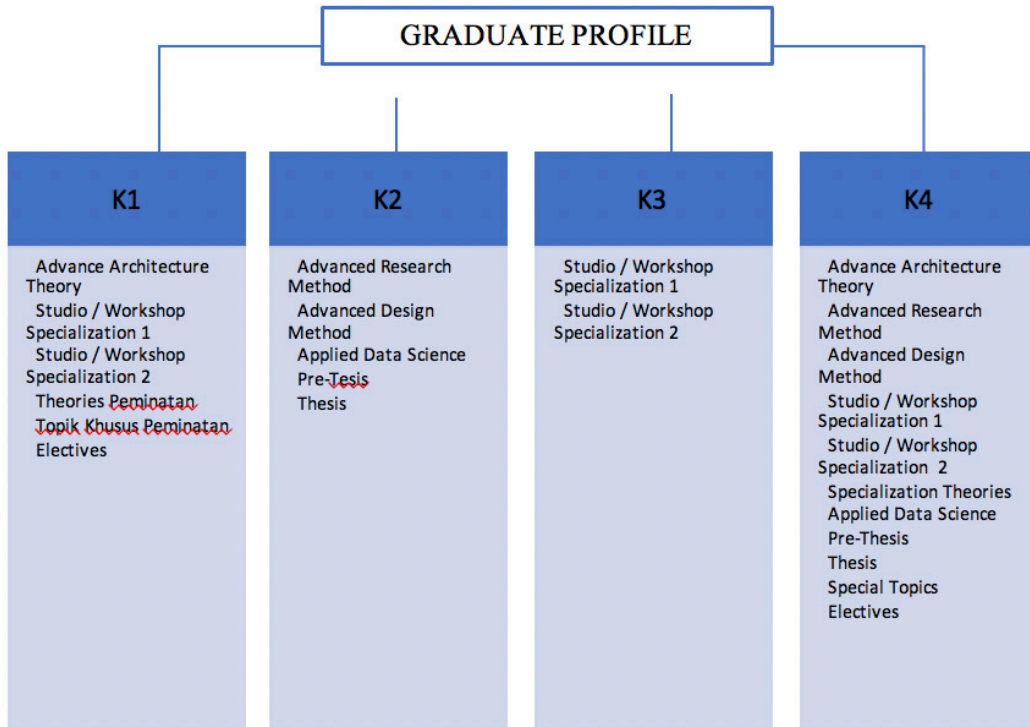 GRADUATE PROFILE
K1
Advance Architecture
Theory
Studio / Workshop
Specialization 1
Studio / Workshop
Specialization 2
Theories Peminatan
Topik Khusus Peminatan
Electives
K2
Advanced Research
Method
Advanced Design
Method
Applied Data Science
Pre-Tesis
Thesis
K3
Studio / Workshop
Specialization 1
Studio / Workshop
Specialization 2
K4
Advance Architecture
Theory
Advanced Research
Method
Advanced Design
Method
Studio / Workshop
Specialization 1
Studio / Workshop
Specialization 2
Specialization Theories
Applied Data Science
Pre-Thesis
Thesis
Special Topics
Electives